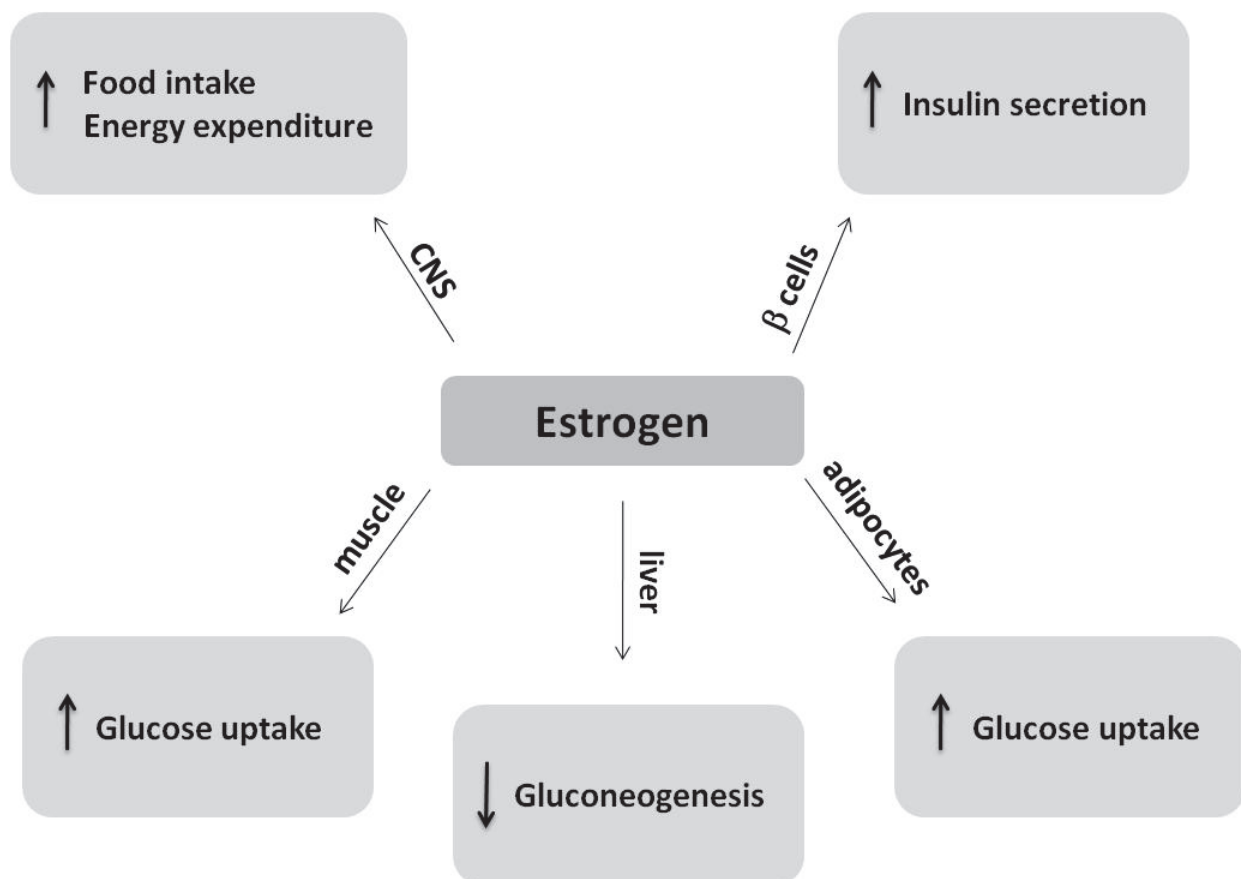 Food intake
Energy expenditure
Insulin secretion
CNS
β cells
Estrogen
muscle
liver
adipocytes
Glucose uptake
Gluconeogenesis
Glucose uptake